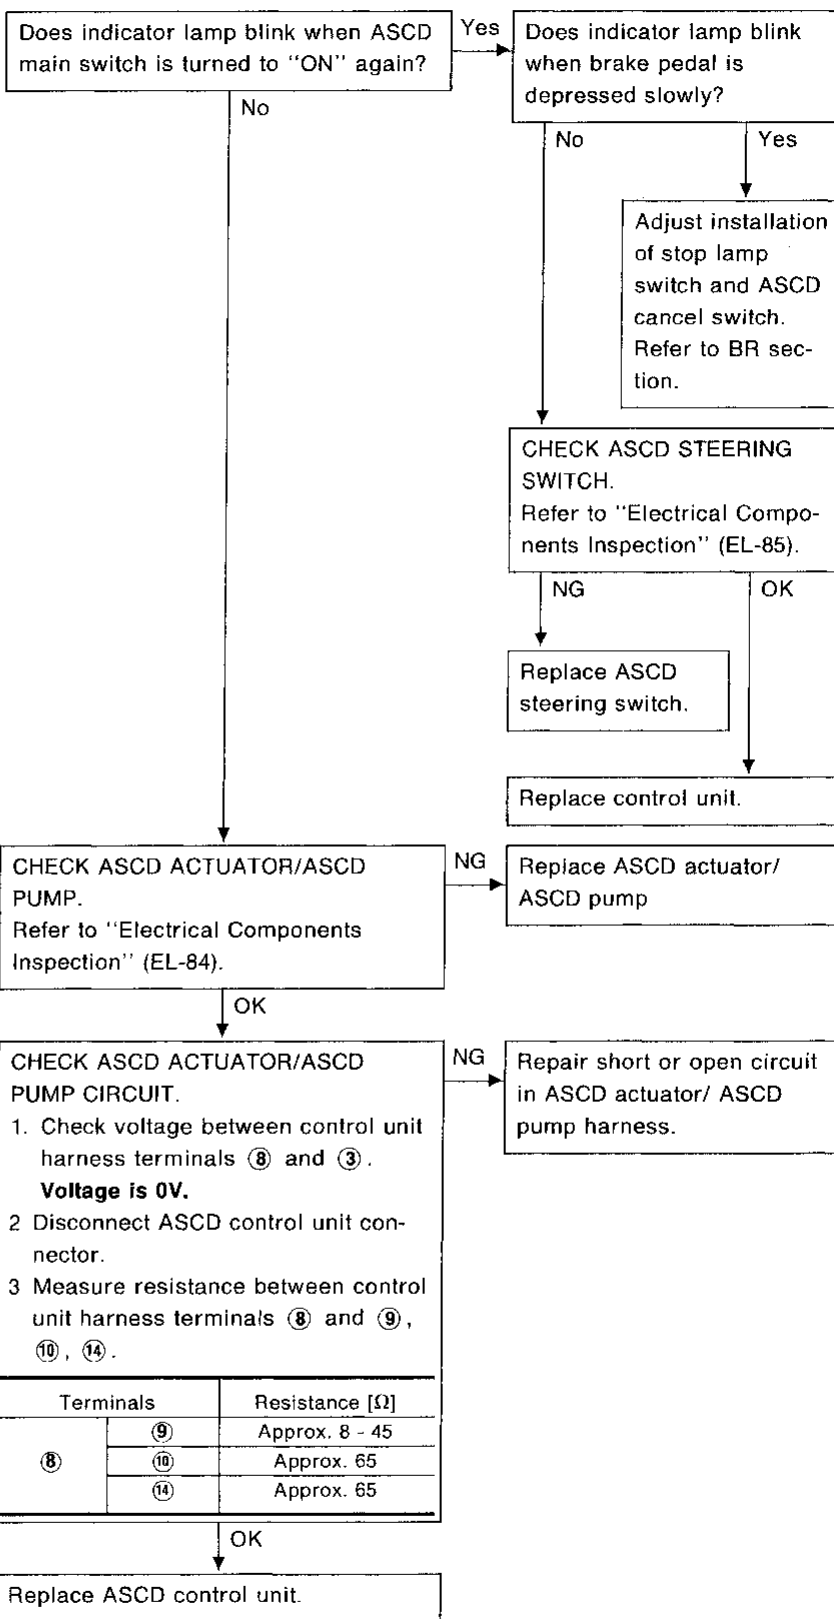 Does indicator lamp blink when ASCD
main switch is turned to "ON" again?
Yes
Does indicator lamp blink
when brake pedal is
depressed slowly?
No
No
Yes
Adjust installation
of stop lamp
switch and ASCD
cancel switch.
Refer to BR sec-
tion.
CHECK ASCD STEERING
SWITCH.
Refer to "Electrical Compo-
nents Inspection" (EL-85).
NG
OK
Replace ASCD
steering switch.
Replace control unit.
CHECK ASCD ACTUATOR/ASCD
PUMP.
Refer to "Electrical Components
Inspection" (EL-84).
NG
Replace ASCD actuator/
ASCD pump
OK
CHECK ASCD ACTUATOR/ASCD
PUMP CIRCUIT.
1. Check voltage between control unit
harness terminals ⑧ and ③.
Voltage is 0V.
2 Disconnect ASCD control unit con-
nector.
3 Measure resistance between control
unit harness terminals ⑧ and ⑨,
⑩, ⑭.
NG
Repair short or open circuit
in ASCD actuator/ ASCD
pump harness.
Terminals Resistance [Ω]
⑧ ⑨ Approx. 8 - 45
⑩ Approx. 65
⑭ Approx. 65
OK
Replace ASCD control unit.